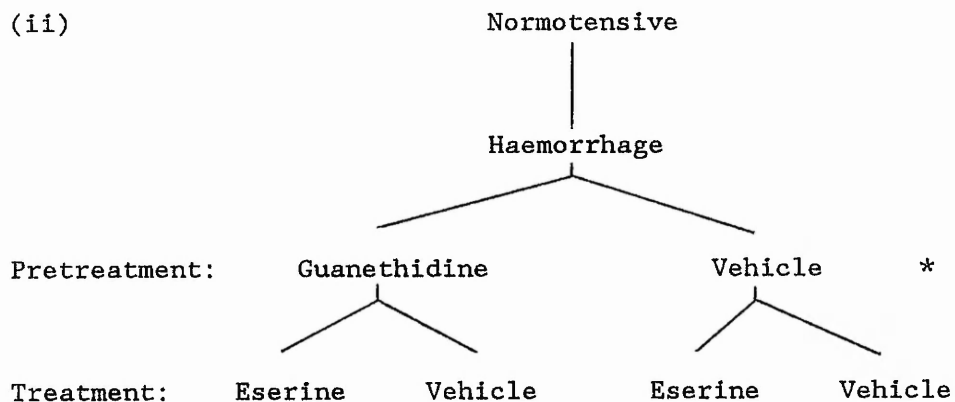 (ii) Normotensive
Haemorrhage
Pretreatment: Guanethidine Vehicle *
Treatment: Eserine Vehicle Eserine Vehicle